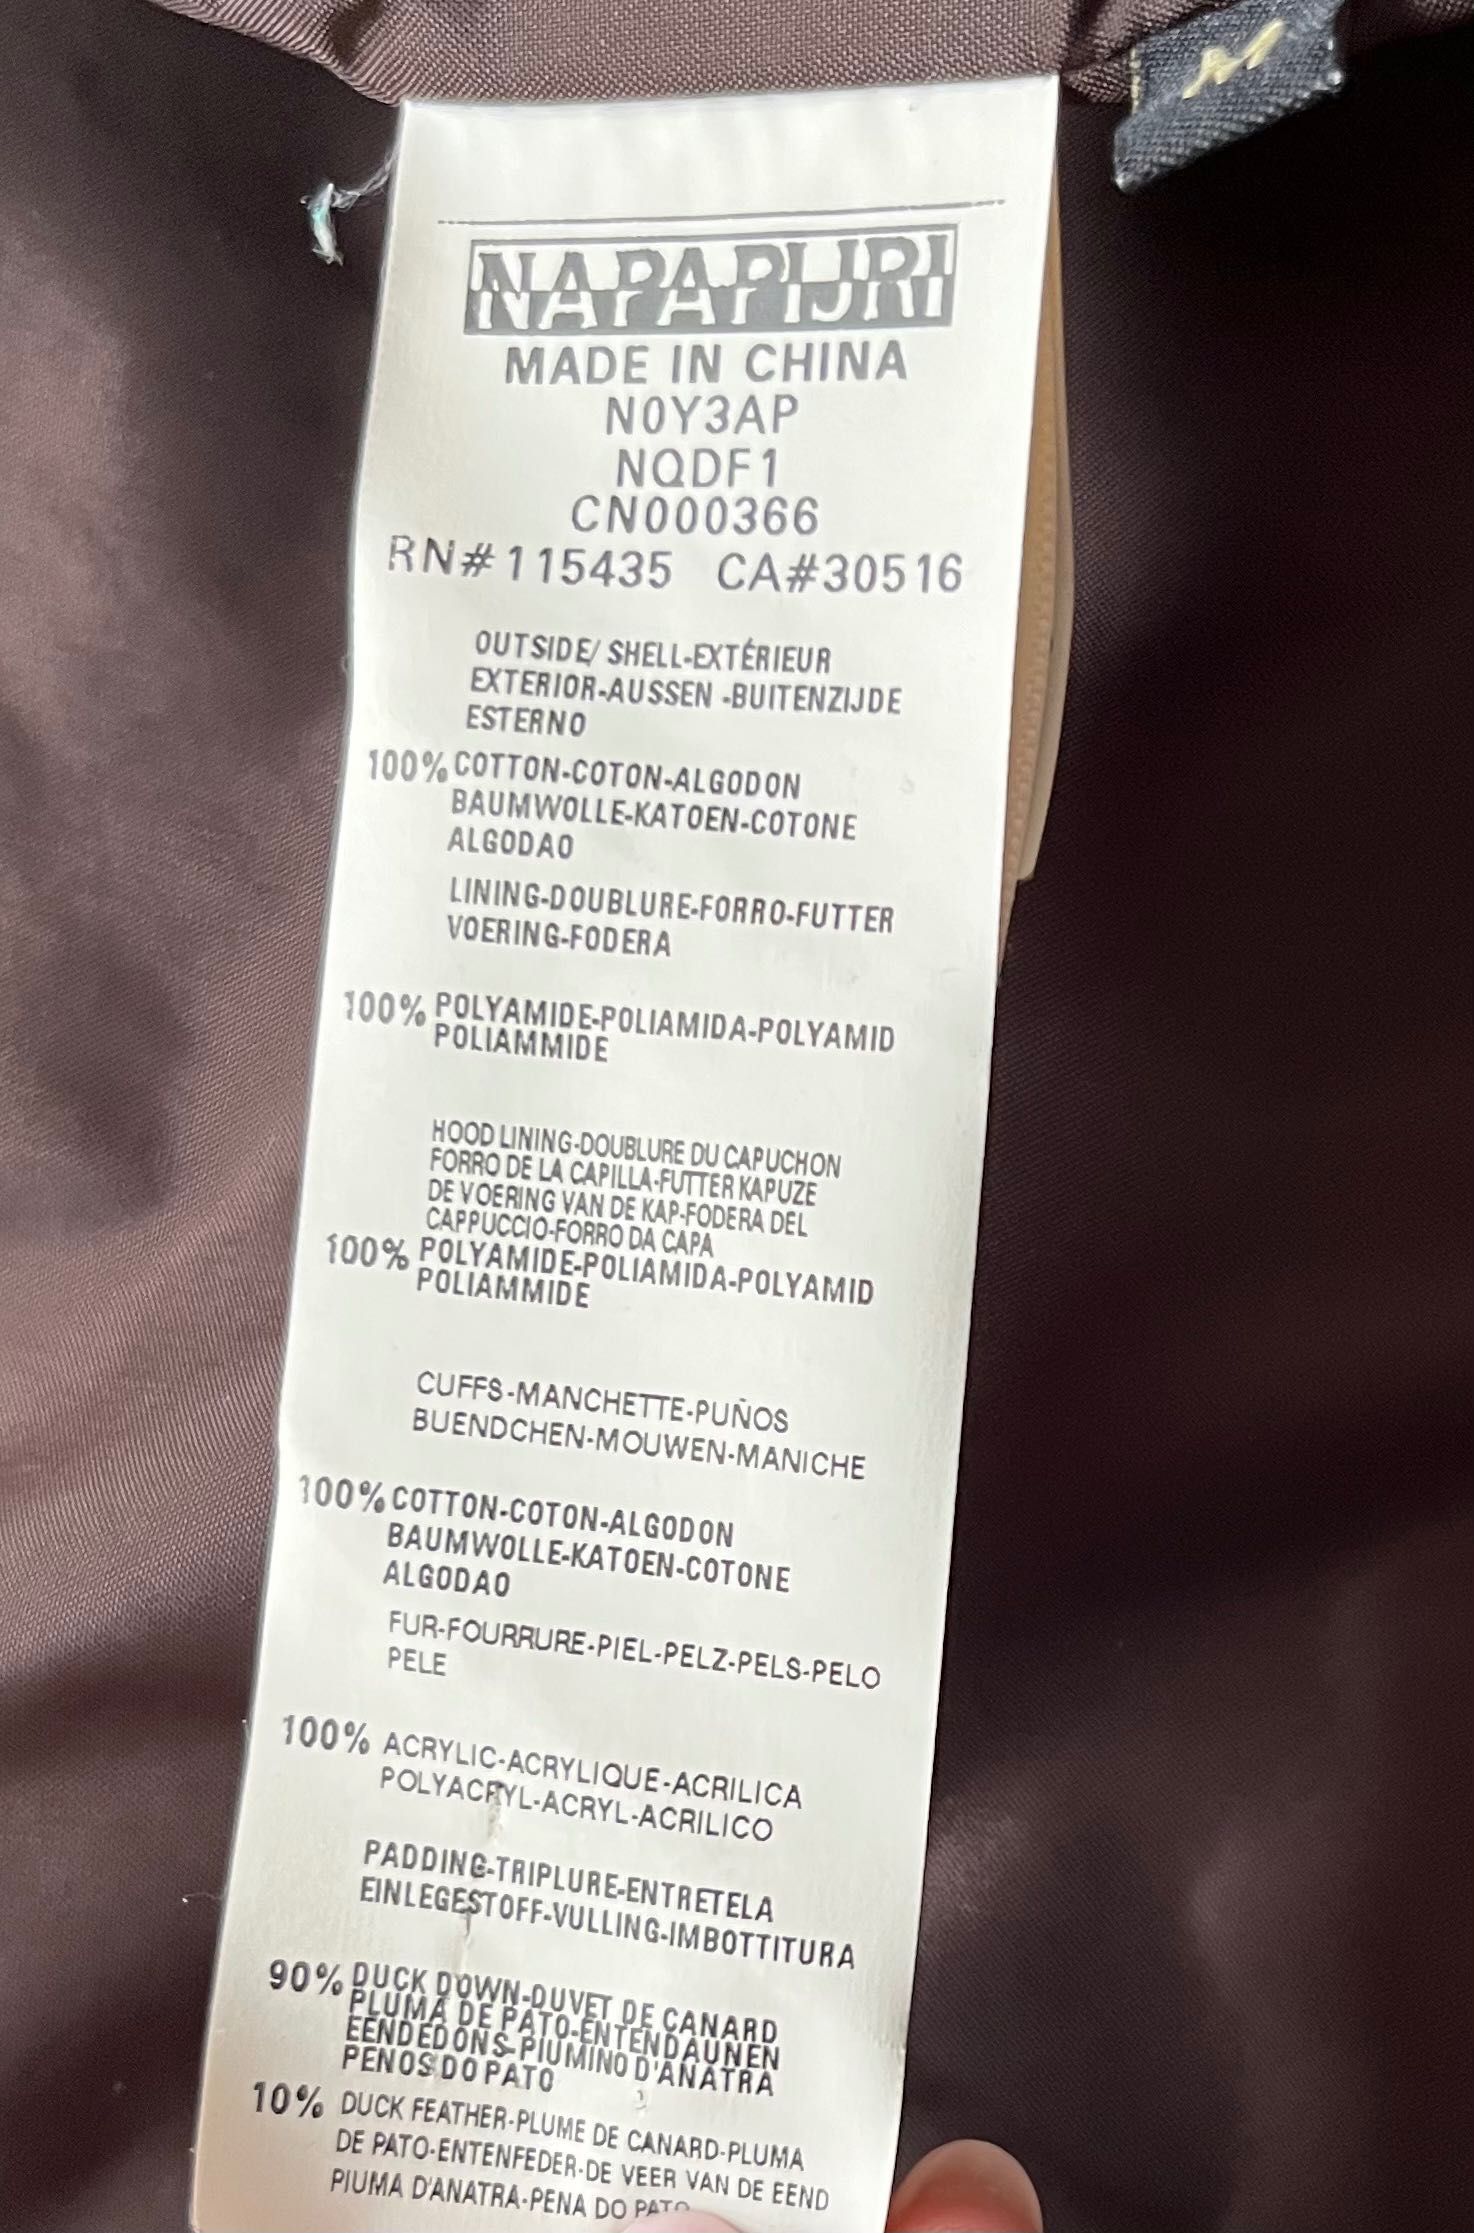 M
NAPAPIJRI
MADE IN CHINA
N0Y3AP
NQDF1
CN000366
RN#115435 CA#30516
OUTSIDE/ SHELL-EXTÉRIEUR
EXTERIOR-AUSSEN -BUITENZIJDE
ESTERNO
100% COTTON-COTON-ALGODON
BAUMWOLLE-KATOEN-COTONE
ALGODAO
LINING-DOUBLURE-FORRO-FUTTER
VOERING-FODERA
100% POLYAMIDE-POLIAMIDA-POLYAMID
POLIAMMIDE
HOOD LINING-DOUBLURE DU CAPUCHON
FORRO DE LA CAPILLA-FUTTER KAPUZE
DE VOERING VAN DE KAP-FODERA DEL
CAPPUCCIO-FORRO DA CAPA
100% POLYAMIDE-POLIAMIDA-POLYAMID
POLIAMMIDE
CUFFS-MANCHETTE-PUÑOS
BUENDCHEN-MOUWEN-MANICHE
100% COTTON-COTON-ALGODON
BAUMWOLLE-KATOEN-COTONE
ALGODAO
FUR-FOURRURE-PIEL-PELZ-PELS-PELO
PELE
100% ACRYLIC-ACRYLIQUE-ACRILICA
POLYACRYL-ACRYL-ACRILICO
PADDING-TRIPLURE-ENTRETELA
EINLEGESTOFF-VULLING-IMBOTTITURA
90% DUCK DOWN-DUVET DE CANARD
PLUMA DE PATO-ENTENDAUNEN
EENDEDONS-PIUMINO D'ANATRA
PENOS DO PATO
10% DUCK FEATHER-PLUME DE CANARD-PLUMA
DE PATO-ENTENFEDER-DE VEER VAN DE EEND
PIUMA D'ANATRA-PENA DO PATO